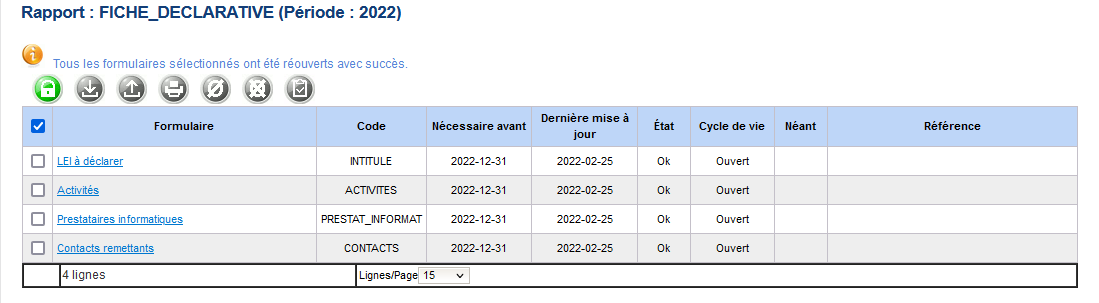 Rapport : FICHE_DECLARATIVE (Période : 2022)
Tous les formulaires sélectionnés ont été réouverts avec succès.
Formulaire Code Nécessaire avant Dernière mise à jour État Cycle de vie Néant Référence
LEI à déclarer INTITULE 2022-12-31 2022-02-25 Ok Ouvert
Activités ACTIVITES 2022-12-31 2022-02-25 Ok Ouvert
Prestataires informatiques PRESTAT_INFORMAT 2022-12-31 2022-02-25 Ok Ouvert
Contacts remettants CONTACTS 2022-12-31 2022-02-25 Ok Ouvert
4 lignes Lignes/Page 15